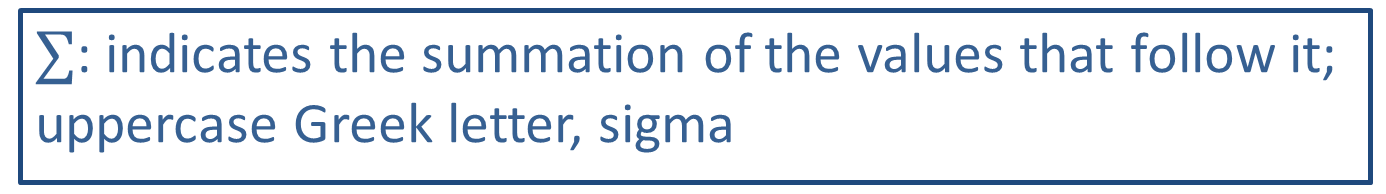 ∑: indicates the summation of the values that follow it;
uppercase Greek letter, sigma